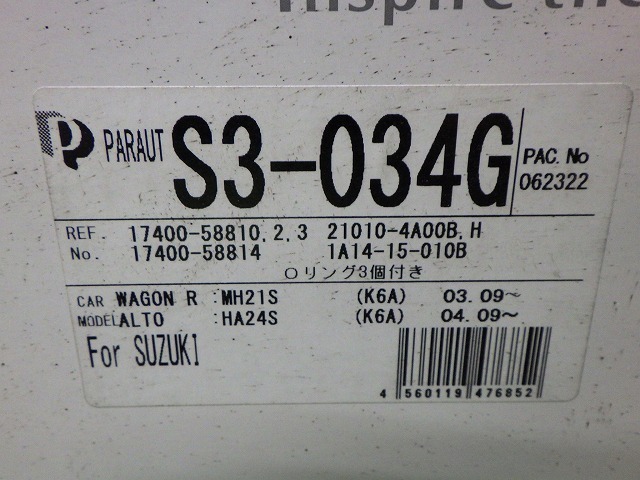 Inspire the
PARAUT S3-034G PAC. No
062322
REF. 17400-58810,2,3 21010-4A00B,H
No. 17400-58814 1A14-15-010B
Oリング3個付き
CAR WAGON R :MH21S (K6A) 03.09~
MODEL ALTO :HA24S (K6A) 04.09~
For SUZUKI
4 560119 476852